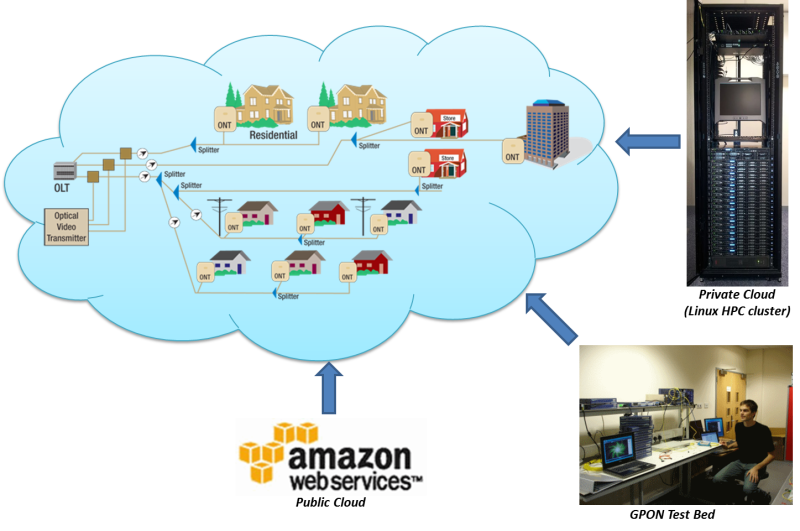 ONT
Residential
ONT
Splitter
Splitter
ONT
Store
ONT
Store
ONT
OLT
Splitter
Splitter
Splitter
Optical
Video
Transmitter
ONT
ONT
ONT
Splitter
ONT
ONT
ONT
Splitter
Private Cloud
(Linux HPC cluster)
amazon
web services™
Public Cloud
GPON Test Bed